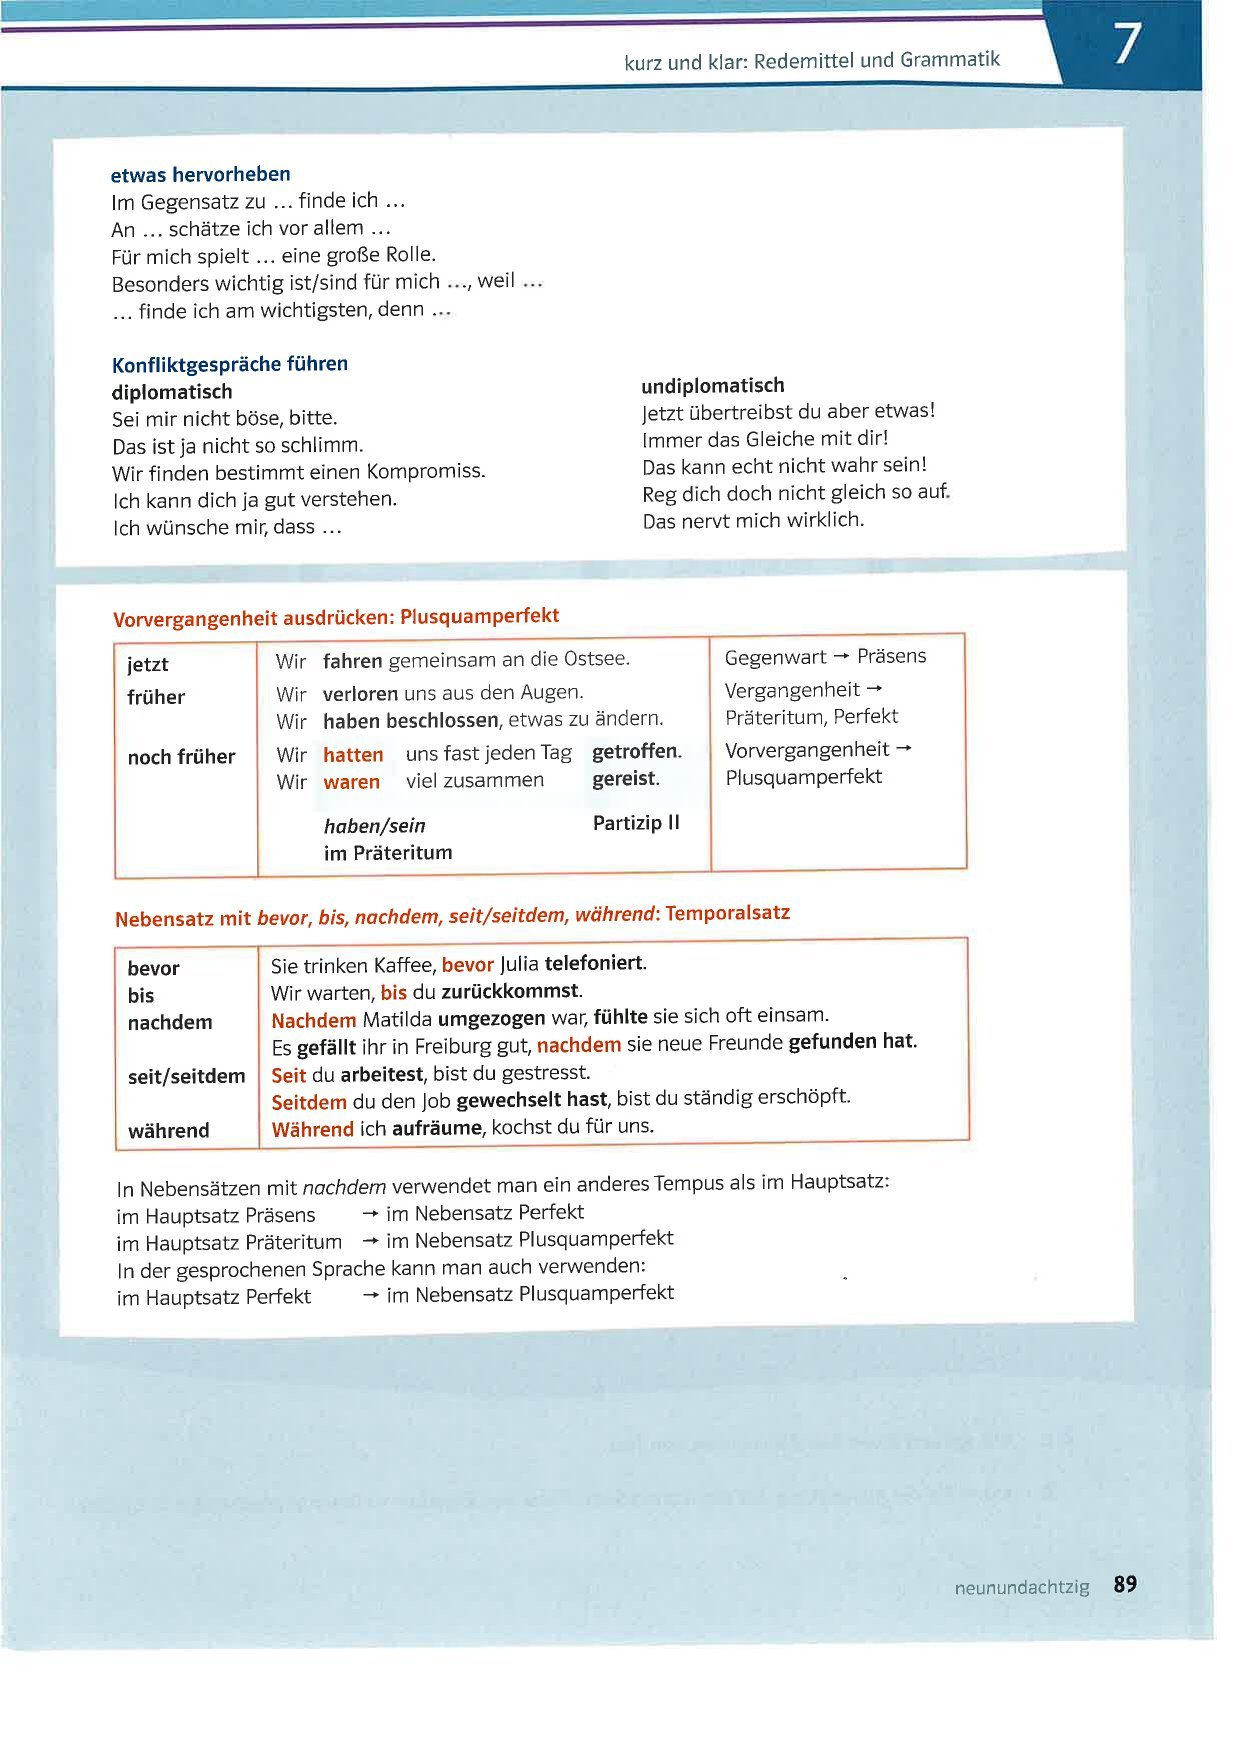 kurz und klar: Redemittel und Grammatik
7
etwas hervorheben
Im Gegensatz zu ... finde ich ...
An ... schätze ich vor allem ...
Für mich spielt ... eine große Rolle.
Besonders wichtig ist/sind für mich ..., weil ...
... finde ich am wichtigsten, denn ...
Konfliktgespräche führen
diplomatisch
Sei mir nicht böse, bitte.
Das ist ja nicht so schlimm.
Wir finden bestimmt einen Kompromiss.
Ich kann dich ja gut verstehen.
Ich wünsche mir, dass ...
undiplomatisch
Jetzt übertreibst du aber etwas!
Immer das Gleiche mit dir!
Das kann echt nicht wahr sein!
Reg dich doch nicht gleich so auf.
Das nervt mich wirklich.
Vorvergangenheit ausdrücken: Plusquamperfekt
jetzt Wir fahren gemeinsam an die Ostsee. Gegenwart → Präsens
früher Wir verloren uns aus den Augen. Vergangenheit →
Wir haben beschlossen, etwas zu ändern. Präteritum, Perfekt
noch früher Wir hatten uns fast jeden Tag getroffen. Vorvergangenheit →
Wir waren viel zusammen gereist. Plusquamperfekt
haben/sein Partizip II
im Präteritum
Nebensatz mit bevor, bis, nachdem, seit/seitdem, während: Temporalsatz
bevor Sie trinken Kaffee, bevor Julia telefoniert.
bis Wir warten, bis du zurückkommst.
nachdem Nachdem Matilda umgezogen war, fühlte sie sich oft einsam.
Es gefällt ihr in Freiburg gut, nachdem sie neue Freunde gefunden hat.
seit/seitdem Seit du arbeitest, bist du gestresst.
Seitdem du den Job gewechselt hast, bist du ständig erschöpft.
während Während ich aufräume, kochst du für uns.
In Nebensätzen mit nachdem verwendet man ein anderes Tempus als im Hauptsatz:
im Hauptsatz Präsens → im Nebensatz Perfekt
im Hauptsatz Präteritum → im Nebensatz Plusquamperfekt
In der gesprochenen Sprache kann man auch verwenden:
im Hauptsatz Perfekt → im Nebensatz Plusquamperfekt
neunundachtzig 89